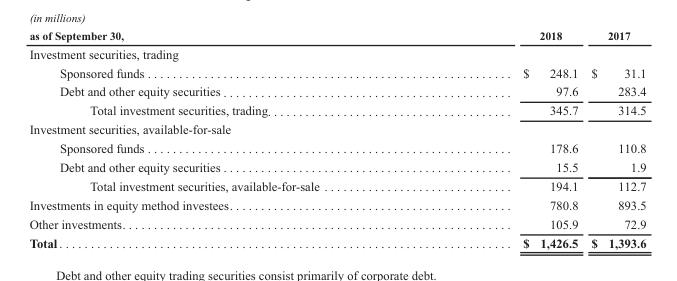 (in millions)
as of September 30, 2018 2017
Investment securities, trading
Sponsored funds $ 248.1 $ 31.1
Debt and other equity securities 97.6 283.4
Total investment securities, trading. 345.7 314.5
Investment securities, available-for-sale
Sponsored funds 178.6 110.8
Debt and other equity securities 15.5 1.9
Total investment securities, available-for-sale 194.1 112.7
Investments in equity method investees. 780.8 893.5
Other investments. 105.9 72.9
Total $ 1,426.5 $ 1,393.6
Debt and other equity trading securities consist primarily of corporate debt.